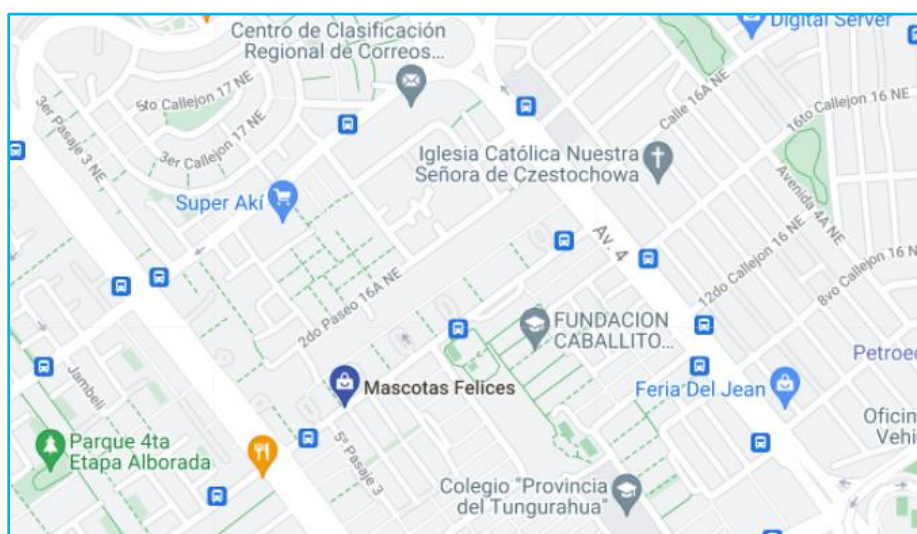 Digital Server
Centro de Clasificación
Regional de Correos...
5to Callejon 17 NE
3er Pasaje 3 NE
3er Callejon 17 NE
Calle 16A NE
16to Callejon 16 NE
Iglesia Católica Nuestra
Señora de Czestochowa
Super Akí
Avenida 4A NE
Av. 4
12do Callejon 16 NE
8vo Callejon 16 NE
2do Paseo 16A NE
FUNDACION
CABALLITO...
Petroec
Jambelí
Mascotas Felices
Feria Del Jean
Oficin
Vehi
Parque 4ta
Etapa Alborada
5º Pasaje 3
Colegio "Provincia
del Tungurahua"